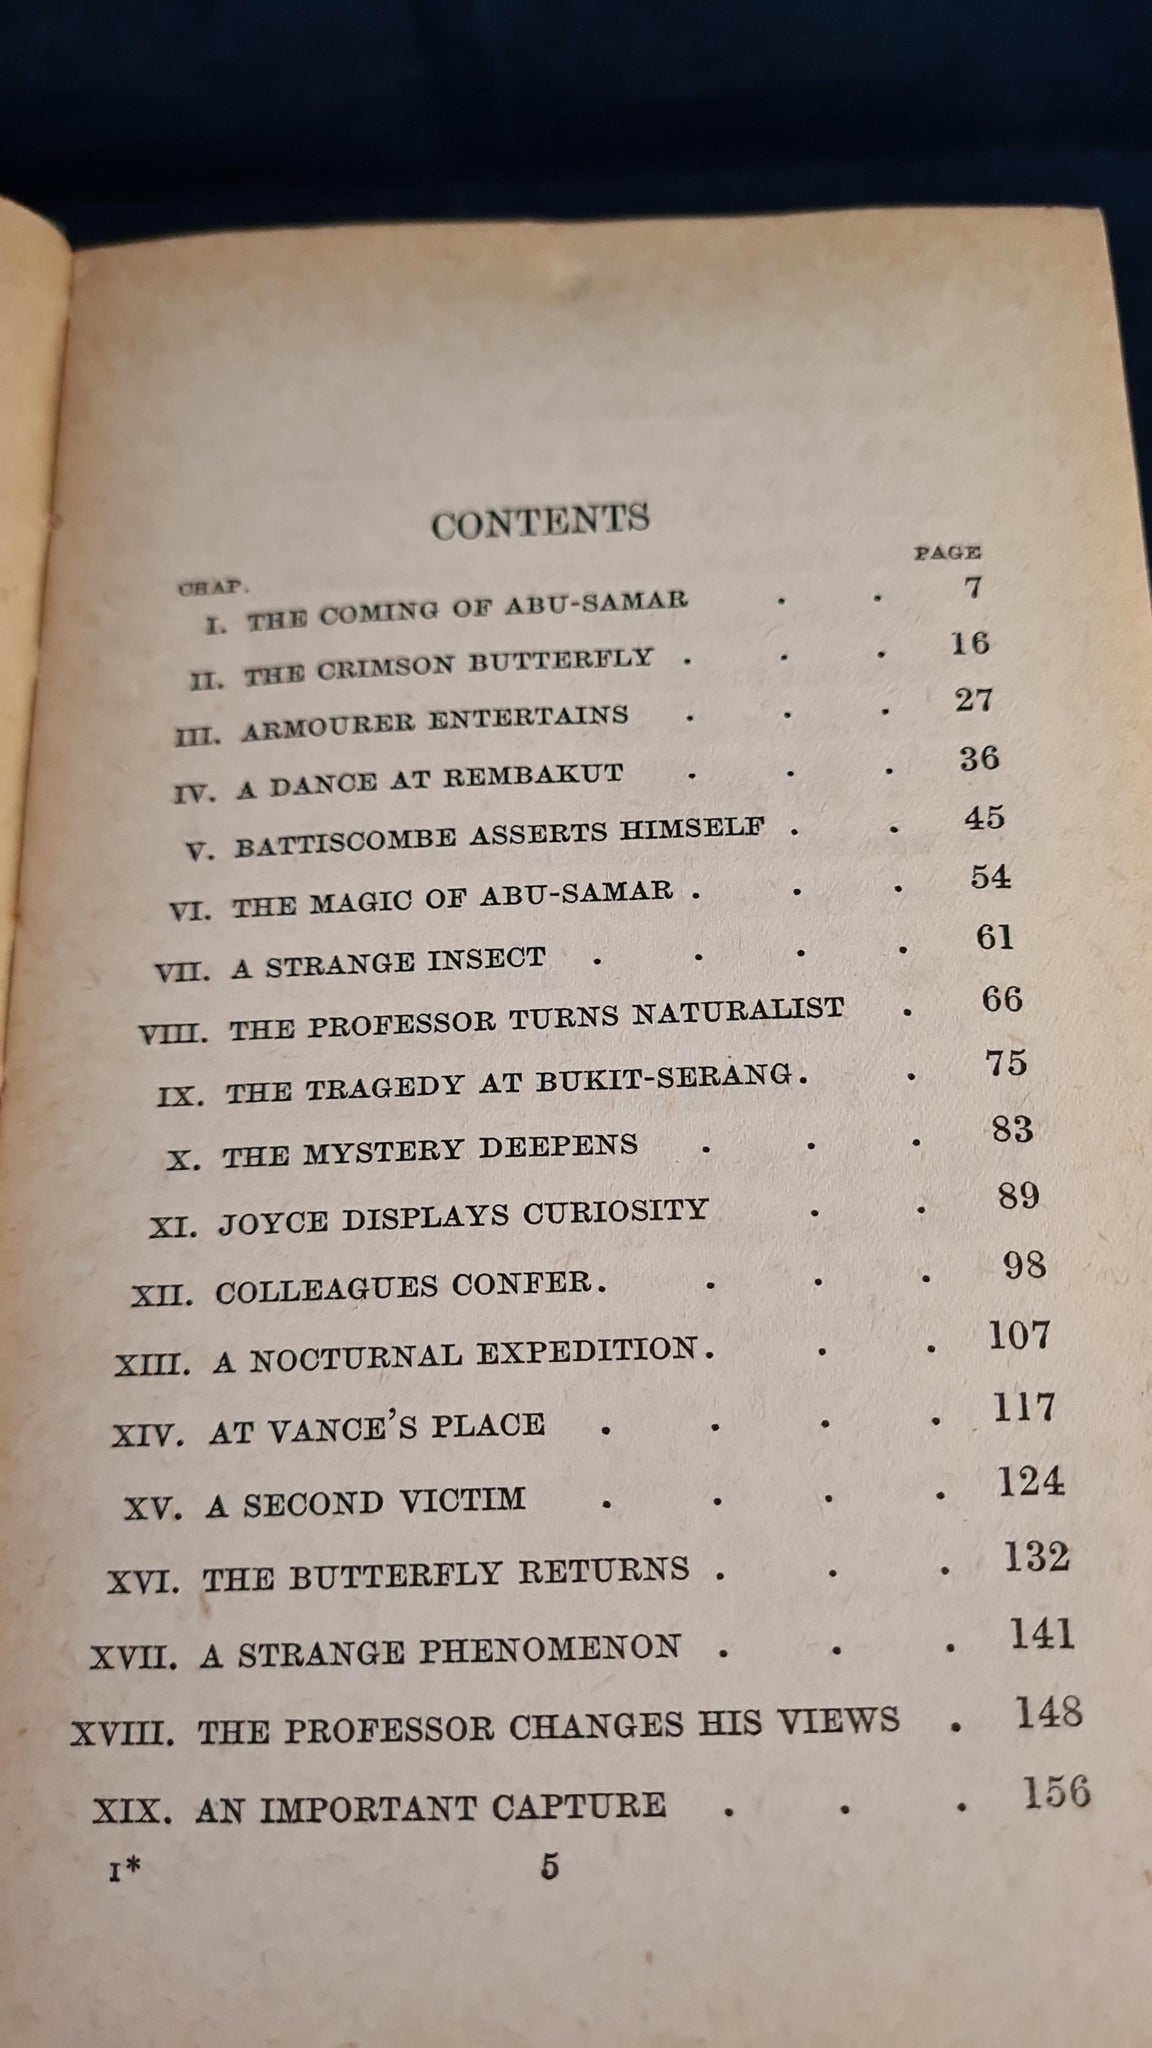 CONTENTS
CHAP. PAGE
I. THE COMING OF ABU-SAMAR . . 7
II. THE CRIMSON BUTTERFLY . . . 16
III. ARMOURER ENTERTAINS . . . 27
IV. A DANCE AT REMBAKUT . . . 36
V. BATTISCOMBE ASSERTS HIMSELF . . 45
VI. THE MAGIC OF ABU-SAMAR . . . 54
VII. A STRANGE INSECT . . . . 61
VIII. THE PROFESSOR TURNS NATURALIST . 66
IX. THE TRAGEDY AT BUKIT-SERANG . . 75
X. THE MYSTERY DEEPENS . . . 83
XI. JOYCE DISPLAYS CURIOSITY . . 89
XII. COLLEAGUES CONFER . . . . 98
XIII. A NOCTURNAL EXPEDITION . . . 107
XIV. AT VANCE'S PLACE . . . . 117
XV. A SECOND VICTIM . . . . 124
XVI. THE BUTTERFLY RETURNS . . . 132
XVII. A STRANGE PHENOMENON . . . 141
XVIII. THE PROFESSOR CHANGES HIS VIEWS . 148
XIX. AN IMPORTANT CAPTURE . . . 156
I* 5